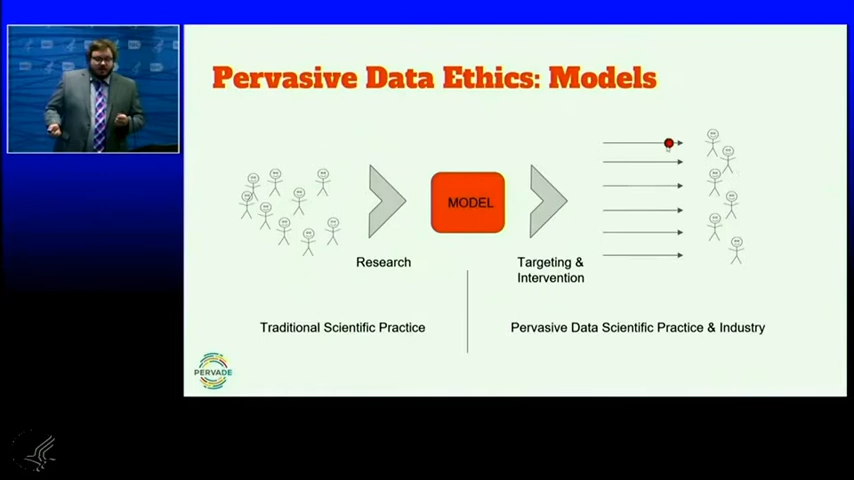 Pervasive Data Ethics: Models
MODEL
Research
Targeting &
Intervention
Traditional Scientific Practice
Pervasive Data Scientific Practice & Industry
PERVADE